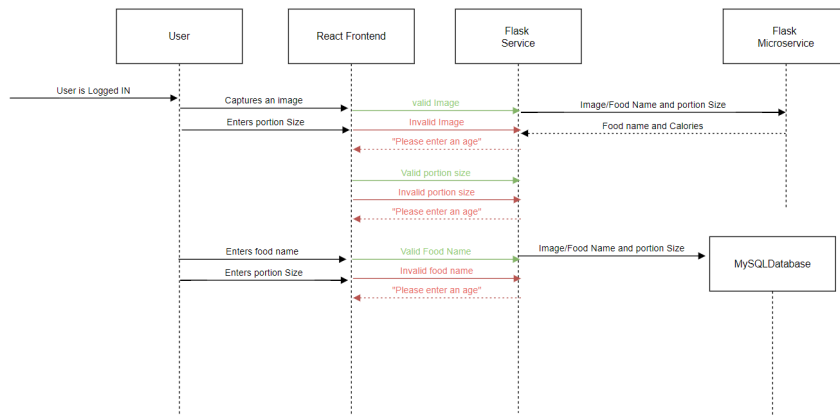 User
React Frontend
Flask
Service
Flask
Microservice
User is Logged IN
Captures an image
valid Image
Image/Food Name and portion Size
Enters portion Size
Invalid Image
Food name and Calories
"Please enter an age"
Valid portion size
Invalid portion size
"Please enter an age"
Enters food name
Valid Food Name
Image/Food Name and portion Size
MySQLDatabase
Enters portion Size
Invalid food name
"Please enter an age"